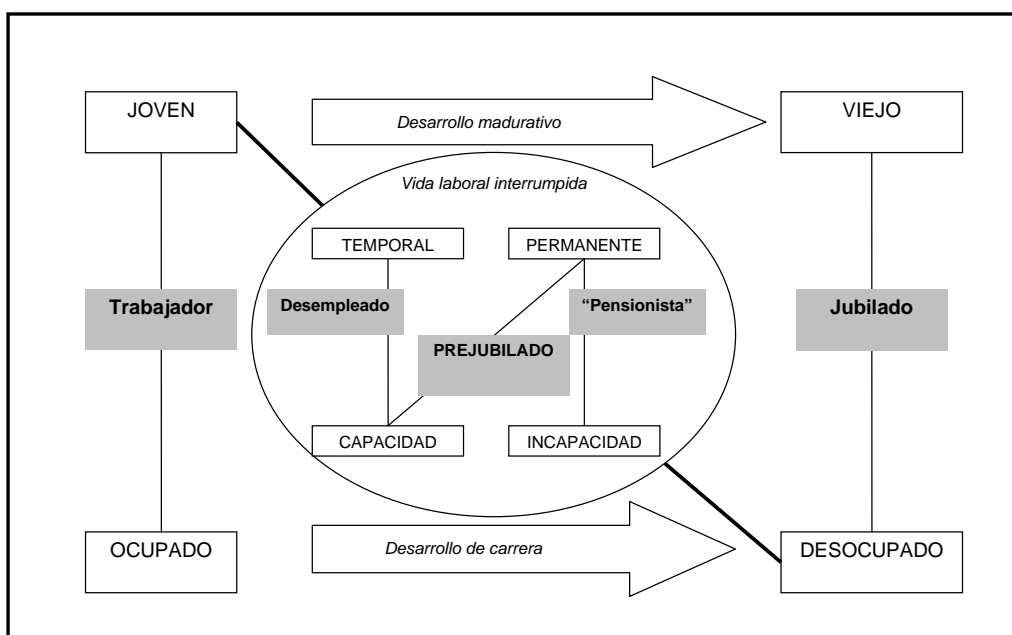 JOVEN
Desarrollo madurativo
VIEJO
Vida laboral interrumpida
TEMPORAL
PERMANENTE
Trabajador
Desempleado
“Pensionista”
Jubilado
PREJUBILADO
CAPACIDAD
INCAPACIDAD
OCUPADO
Desarrollo de carrera
DESOCUPADO